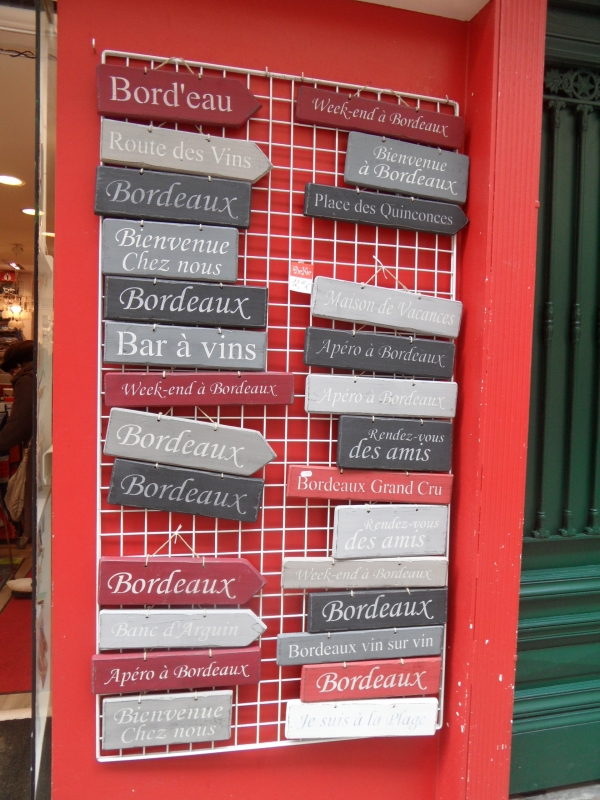 Bord'eau
Route des Vins
Bordeaux
Bienvenue
Chez nous
Bordeaux
Bar à vins
Week-end à Bordeaux
Bordeaux
Bordeaux
Bordeaux
Banc d'Arguin
Apéro à Bordeaux
Bienvenue
Chez nous
Week-end à Bordeaux
Bienvenue
à Bordeaux
Place des Quinconces
Maison de Vacances
Apéro à Bordeaux
Apéro à Bordeaux
Rendez-vous
des amis
Bordeaux Grand Cru
Rendez-vous
des amis
Week-end à Bordeaux
Bordeaux
Bordeaux vin sur vin
Bordeaux
Je suis à la Plage